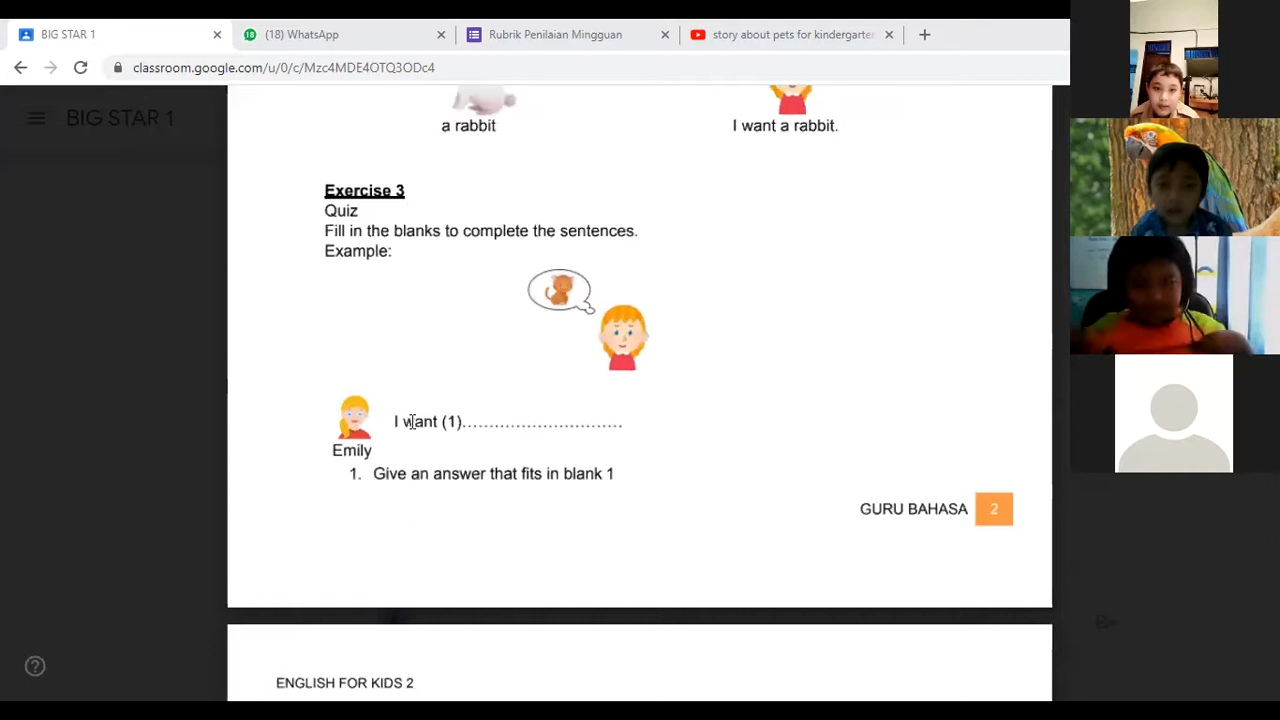 BIG STAR 1
(18) WhatsApp
Rubrik Penilaian Mingguan
story about pets for kindergarte
classroom.google.com/u/0/c/Mzc4MDE4OTQ3ODc4
BIG STAR 1
a rabbit
I want a rabbit.
Exercise 3
Quiz
Fill in the blanks to complete the sentences.
Example:
I want (1)..............................
Emily
1. Give an answer that fits in blank 1
GURU BAHASA 2
ENGLISH FOR KIDS 2